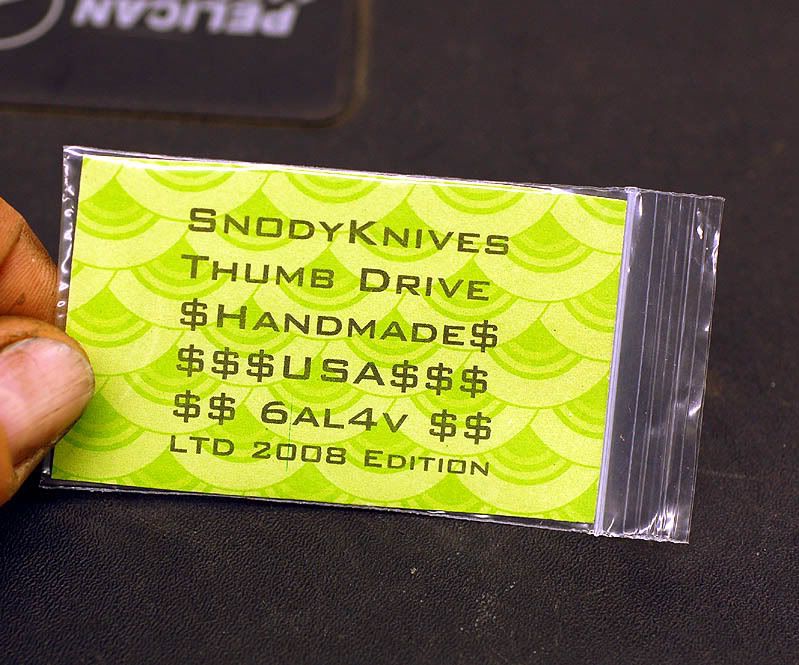 PELICAN
SNODYKNIVES
THUMB DRIVE
$HANDMADE$
$$$USA$$$
$$ 6AL4V $$
LTD 2008 EDITION